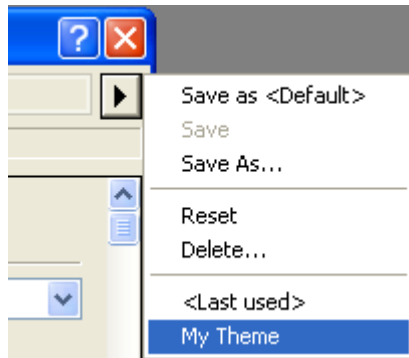 ?
Save as <Default>
Save
Save As...
Reset
Delete...
<Last used>
My Theme